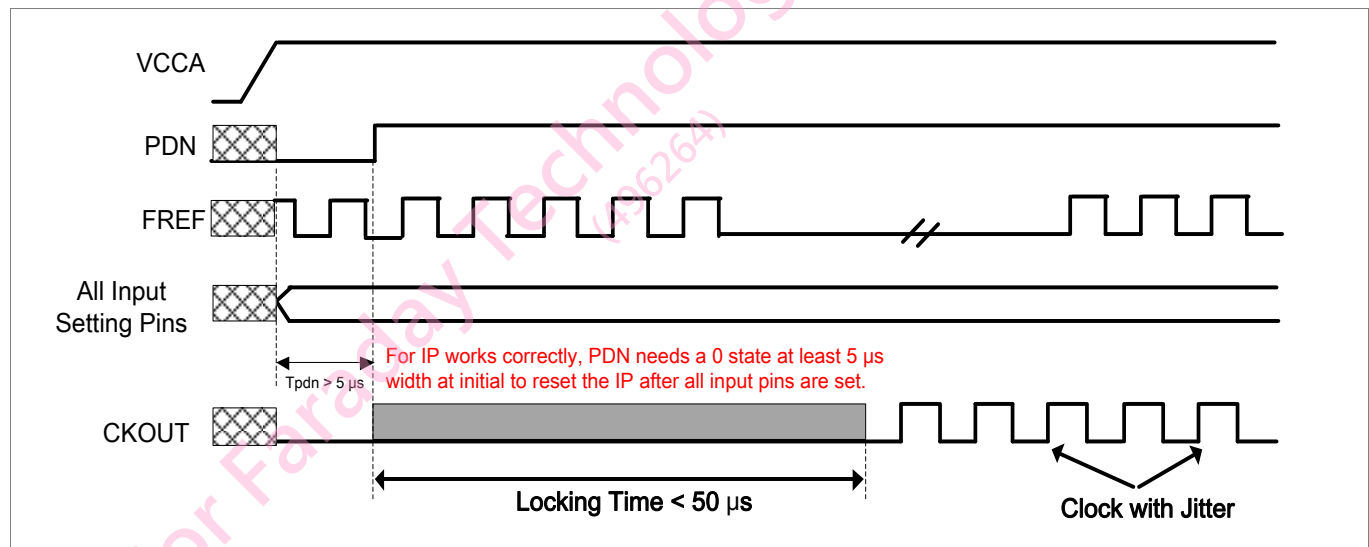 VCCA
PDN
FREF
All Input
Setting Pins
For IP works correctly, PDN needs a 0 state at least 5 µs
width at initial to reset the IP after all input pins are set.
Tpdn > 5 µs
CKOUT
Locking Time < 50 µs
Clock with Jitter
or Faraday Technolo
(496264)